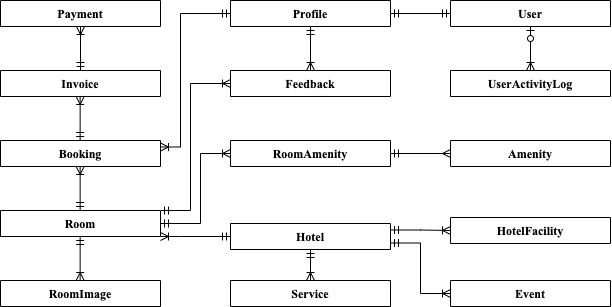 Payment
Profile
User
Invoice
Feedback
UserActivityLog
Booking
RoomAmenity
Amenity
Room
Hotel
HotelFacility
RoomImage
Service
Event